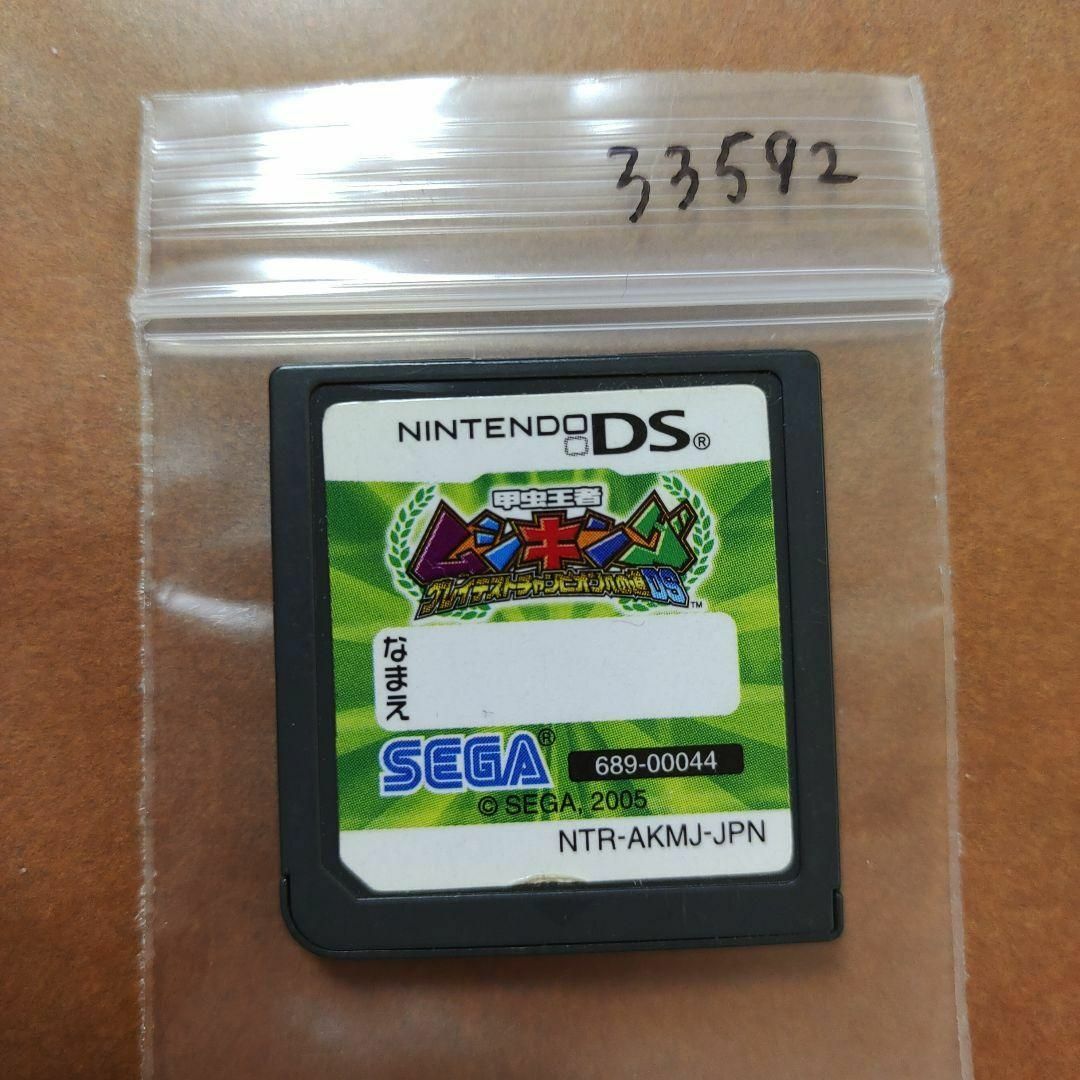 33592
NINTENDO DS®
甲虫王者
ムシキング
グレイテストチャンピオンへの道DS™
なまえ
SEGA®
689-00044
© SEGA, 2005
NTR-AKMJ-JPN